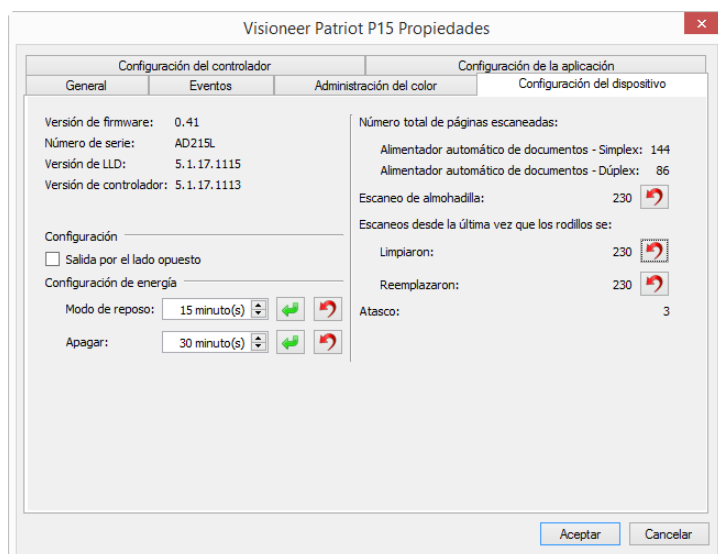 Visioneer Patriot P15 Propiedades
Configuración del controlador
Configuración de la aplicación
General
Eventos
Administración del color
Configuración del dispositivo
Versión de firmware: 0.41
Número de serie: AD215L
Versión de LLD: 5.1.17.1115
Versión de controlador: 5.1.17.1113
Configuración
Salida por el lado opuesto
Configuración de energía
Modo de reposo: 15 minuto(s)
Apagar: 30 minuto(s)
Número total de páginas escaneadas:
Alimentador automático de documentos - Simplex: 144
Alimentador automático de documentos - Dúplex: 86
Escaneo de almohadilla: 230
Escaneos desde la última vez que los rodillos se:
Limpiaron: 230
Reemplazaron: 230
Atasco: 3
Aceptar
Cancelar